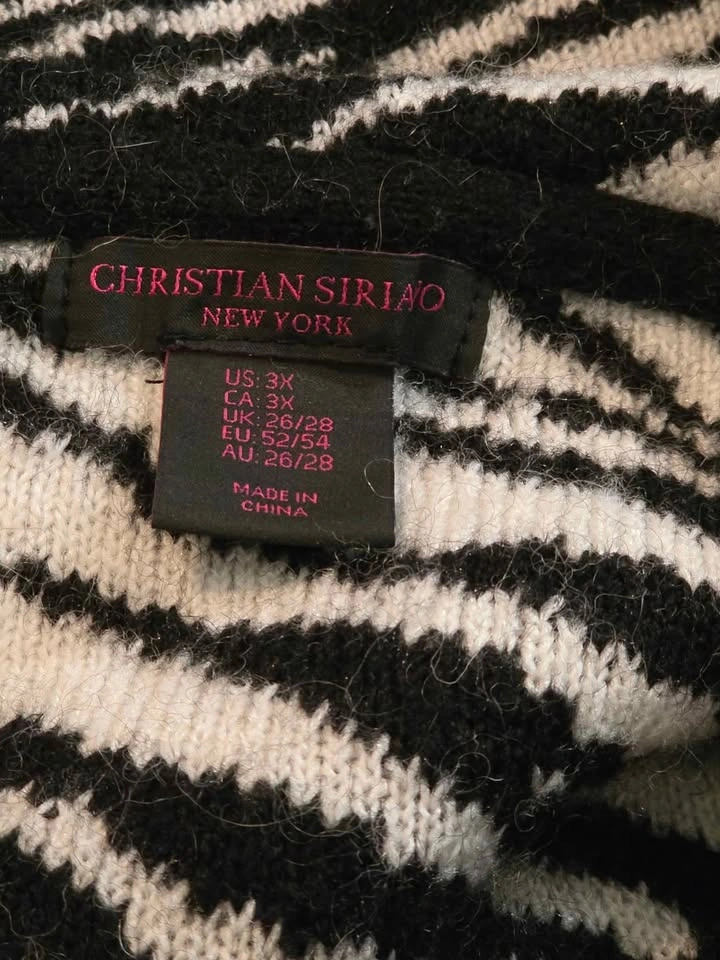 CHRISTIAN SIRIANO
NEW YORK
US: 3X
CA: 3X
UK: 26/28
EU: 52/54
AU: 26/28
MADE IN
CHINA